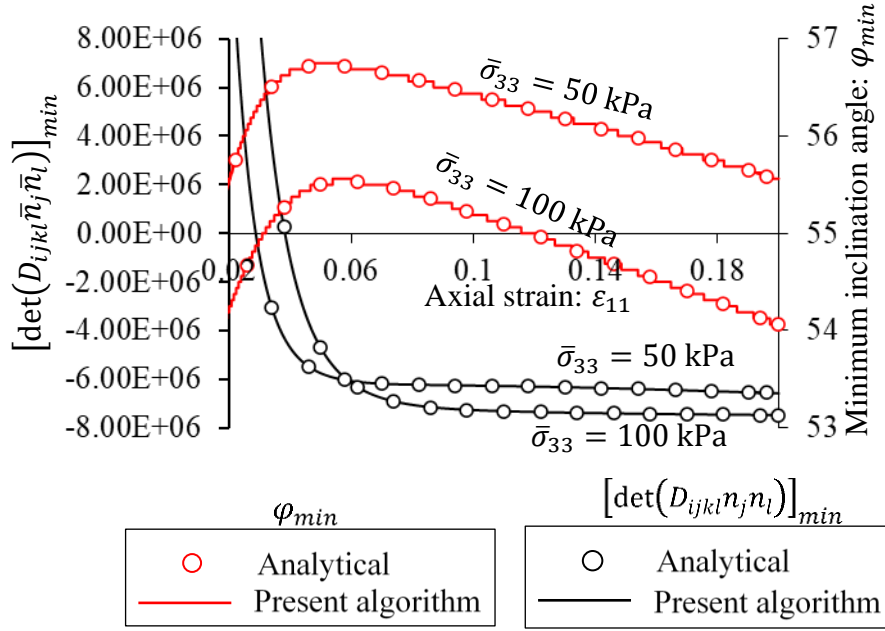 [det(D_{ijkl} n̄_j n̄_l)]_{min}
8.00E+06
6.00E+06
4.00E+06
2.00E+06
0.00E+00
-2.00E+06
-4.00E+06
-6.00E+06
-8.00E+06
0.02
0.06
0.1
0.14
0.18
Axial strain: ε₁₁
57
56
55
54
53
Minimum inclination angle: φ_{min}
σ̄₃₃ = 50 kPa
σ̄₃₃ = 100 kPa
σ̄₃₃ = 50 kPa
σ̄₃₃ = 100 kPa
φ_{min}
Analytical
Present algorithm
[det(D_{ijkl} n_j n_l)]_{min}
Analytical
Present algorithm